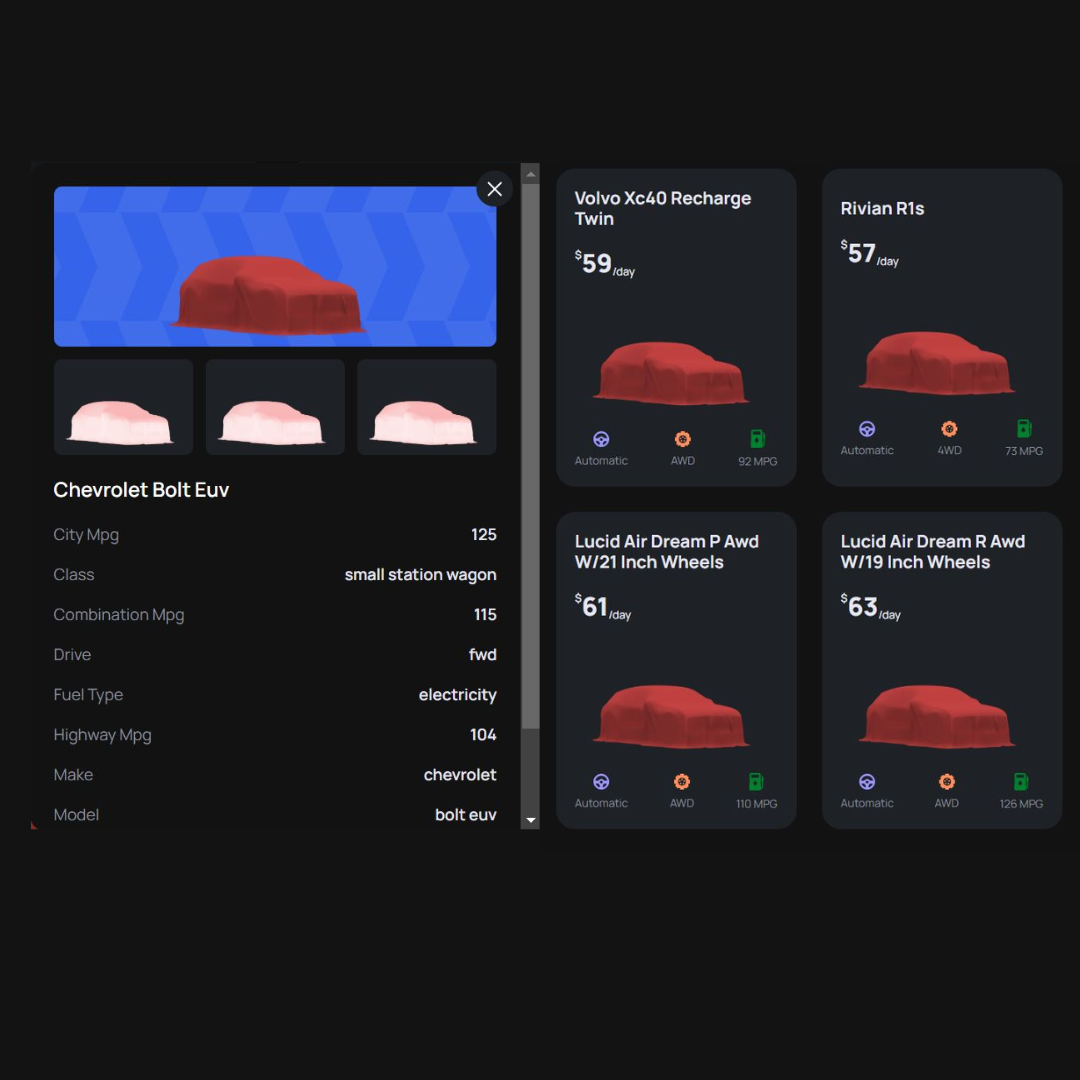 Chevrolet Bolt Euv
City Mpg 125
Class small station wagon
Combination Mpg 115
Drive fwd
Fuel Type electricity
Highway Mpg 104
Make chevrolet
Model bolt euv
Volvo Xc40 Recharge
Twin
$59/day
Automatic AWD 92 MPG
Rivian R1s
$57/day
Automatic 4WD 73 MPG
Lucid Air Dream P Awd
W/21 Inch Wheels
$61/day
Automatic AWD 110 MPG
Lucid Air Dream R Awd
W/19 Inch Wheels
$63/day
Automatic AWD 126 MPG